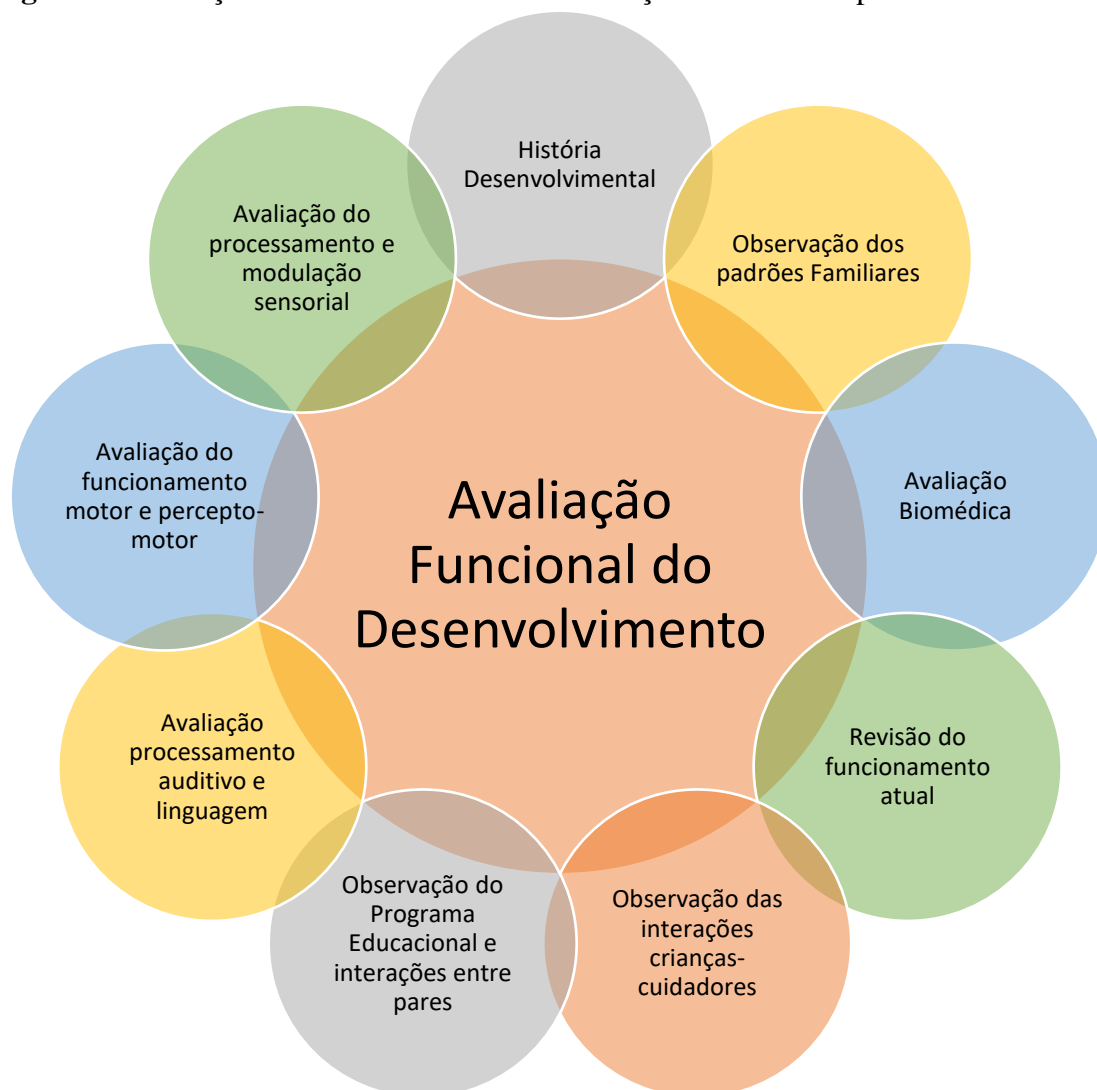 História
Desenvolvimental
Observação dos
padrões Familiares
Avaliação
Biomédica
Revisão do
funcionamento
atual
Observação das
interações
crianças-
cuidadores
Observação do
Programa
Educacional e
interações entre
pares
Avaliação
processamento
auditivo e
linguagem
Avaliação do
funcionamento
motor e percepto-
motor
Avaliação do
processamento e
modulação
sensorial
Avaliação
Funcional do
Desenvolvimento